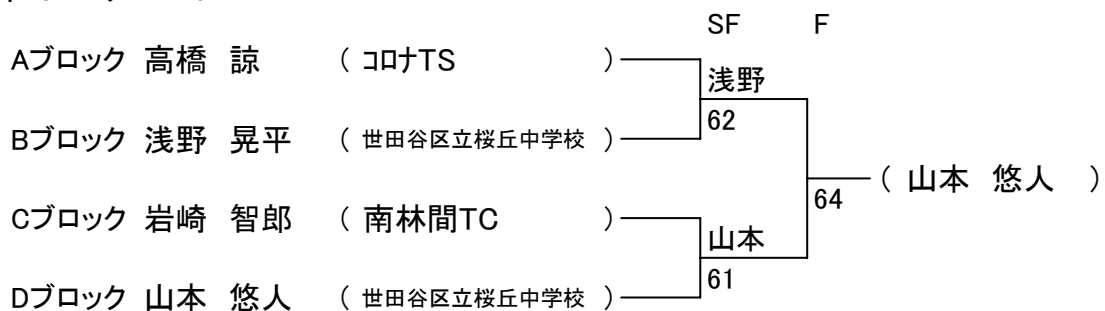 SF F
Aブロック 高橋 諒 ( コロナTS )
浅野
62
Bブロック 浅野 晃平 ( 世田谷区立桜丘中学校 )
( 山本 悠人 )
64
Cブロック 岩崎 智郎 ( 南林間TC )
山本
61
Dブロック 山本 悠人 ( 世田谷区立桜丘中学校 )